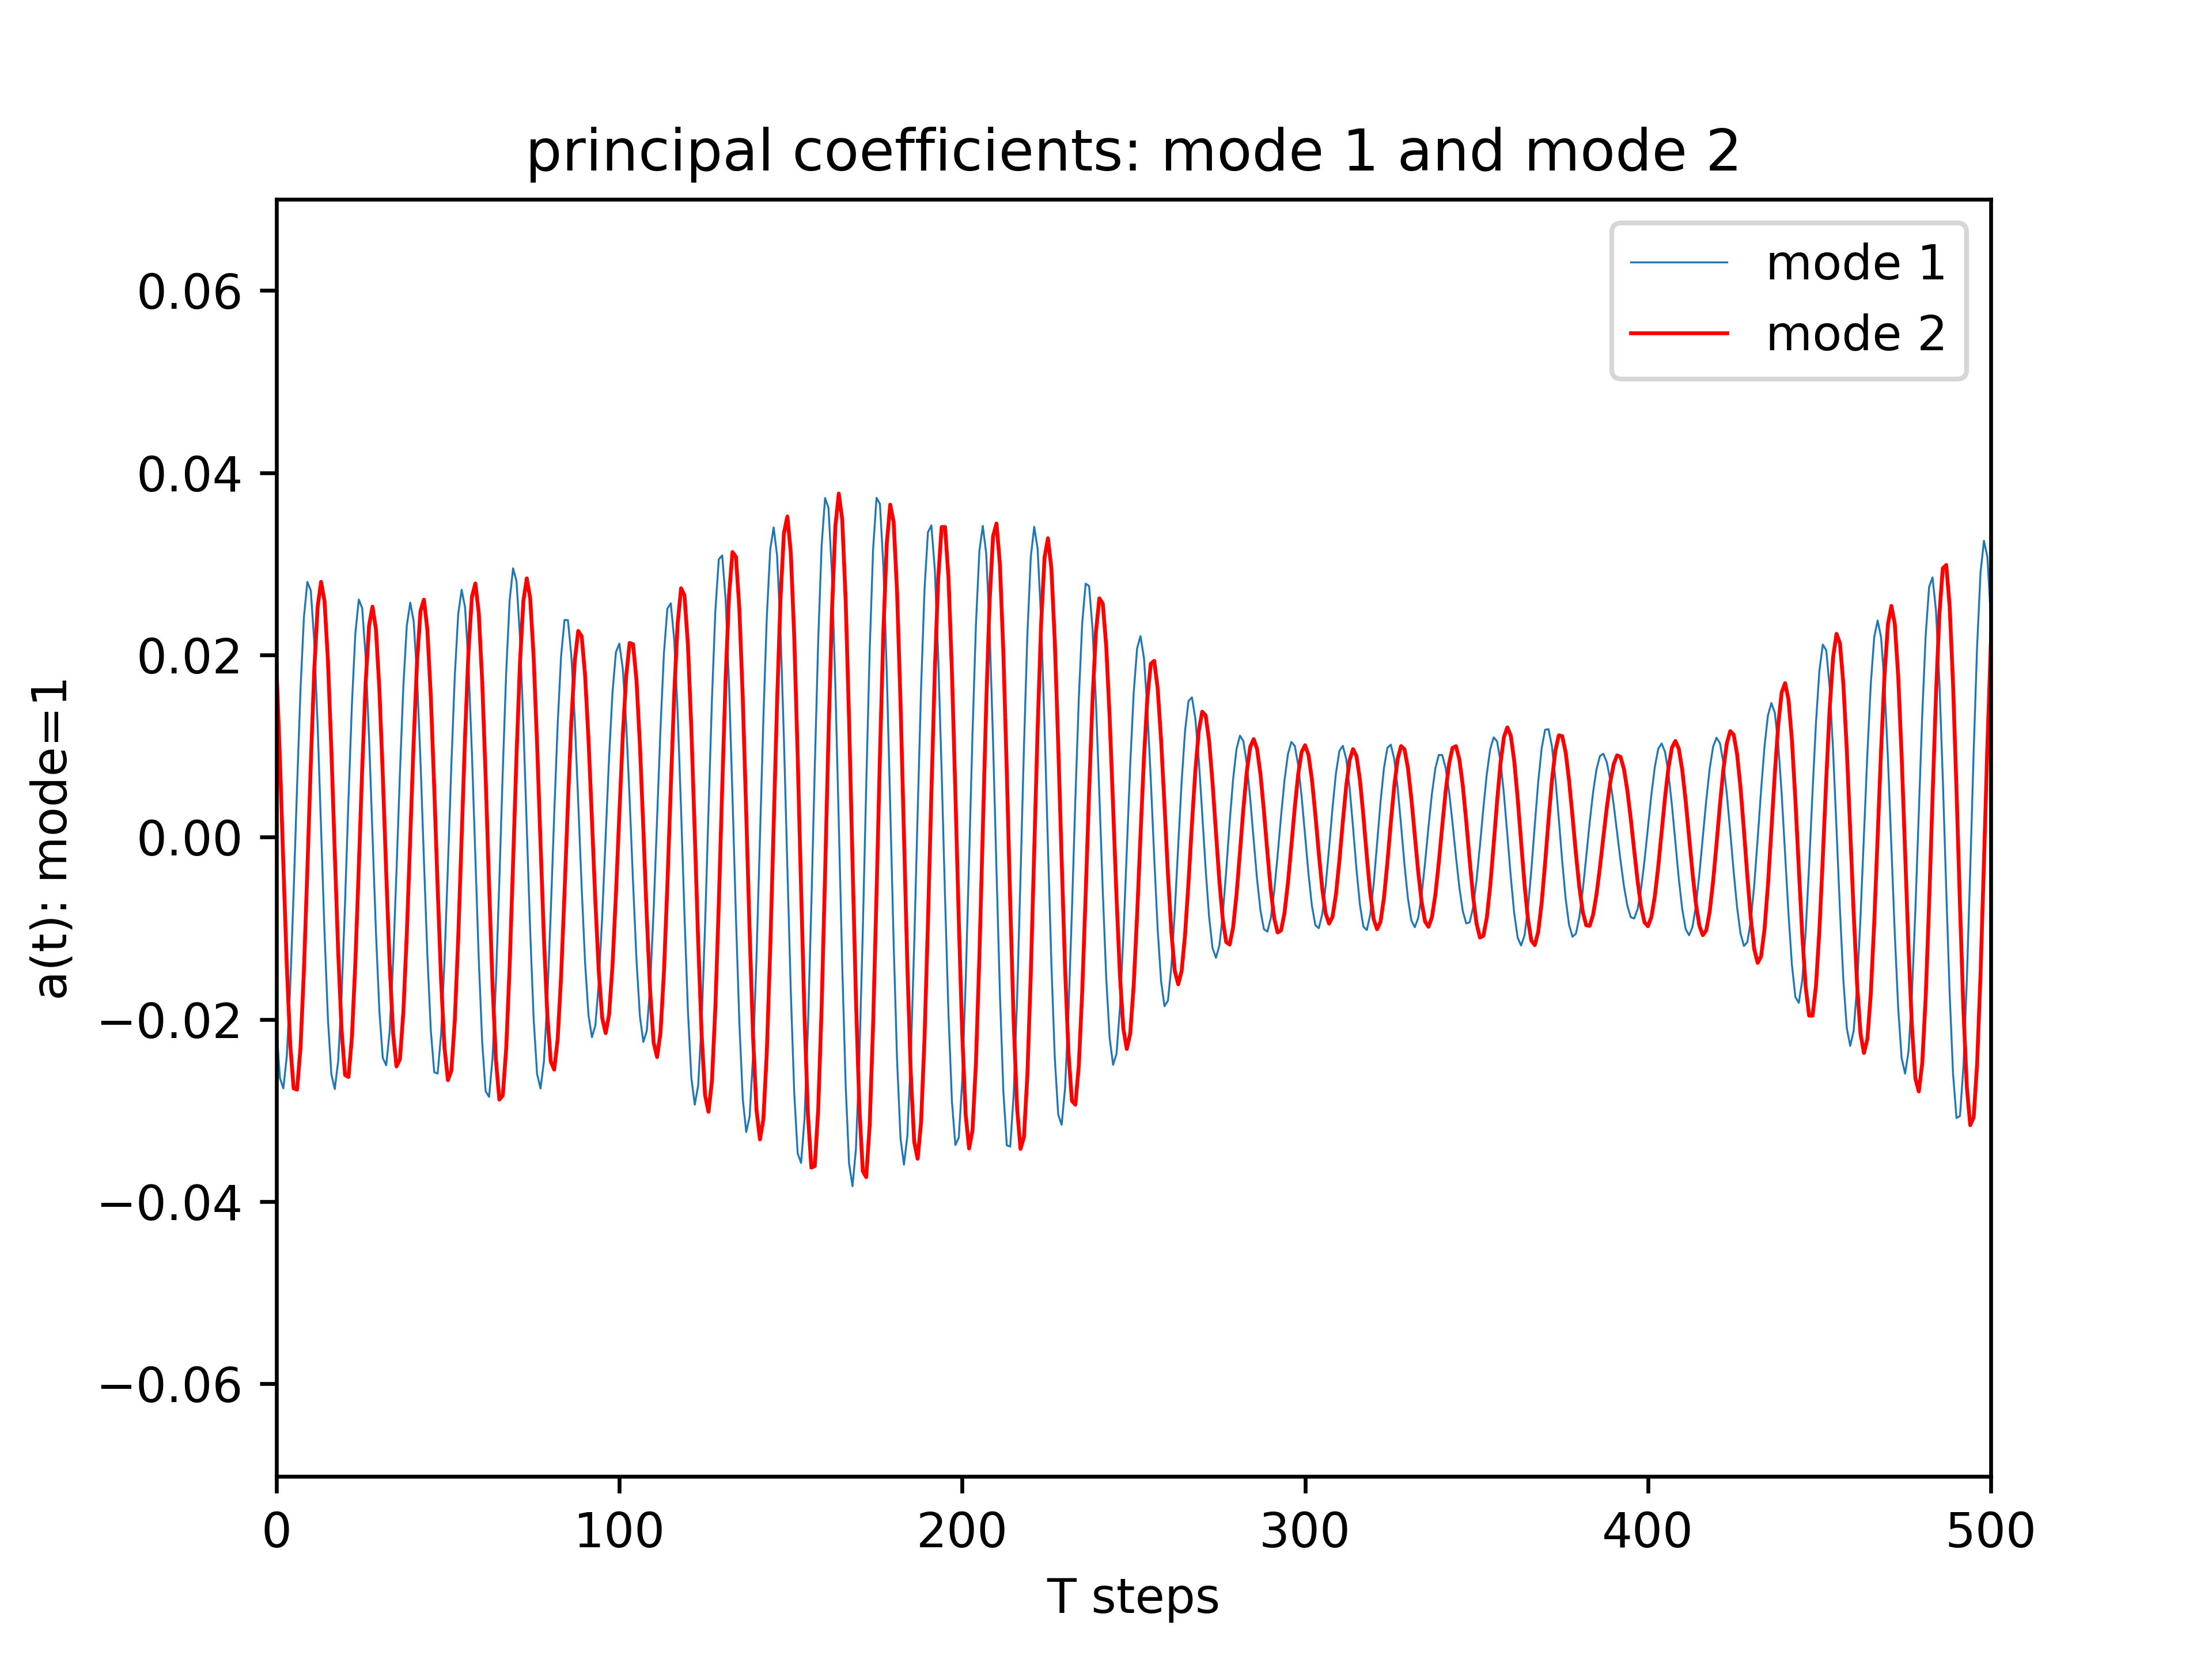 principal coefficients: mode 1 and mode 2
mode 1
mode 2
a(t): mode=1
0.06
0.04
0.02
0.00
−0.02
−0.04
−0.06
0 100 200 300 400 500
T steps